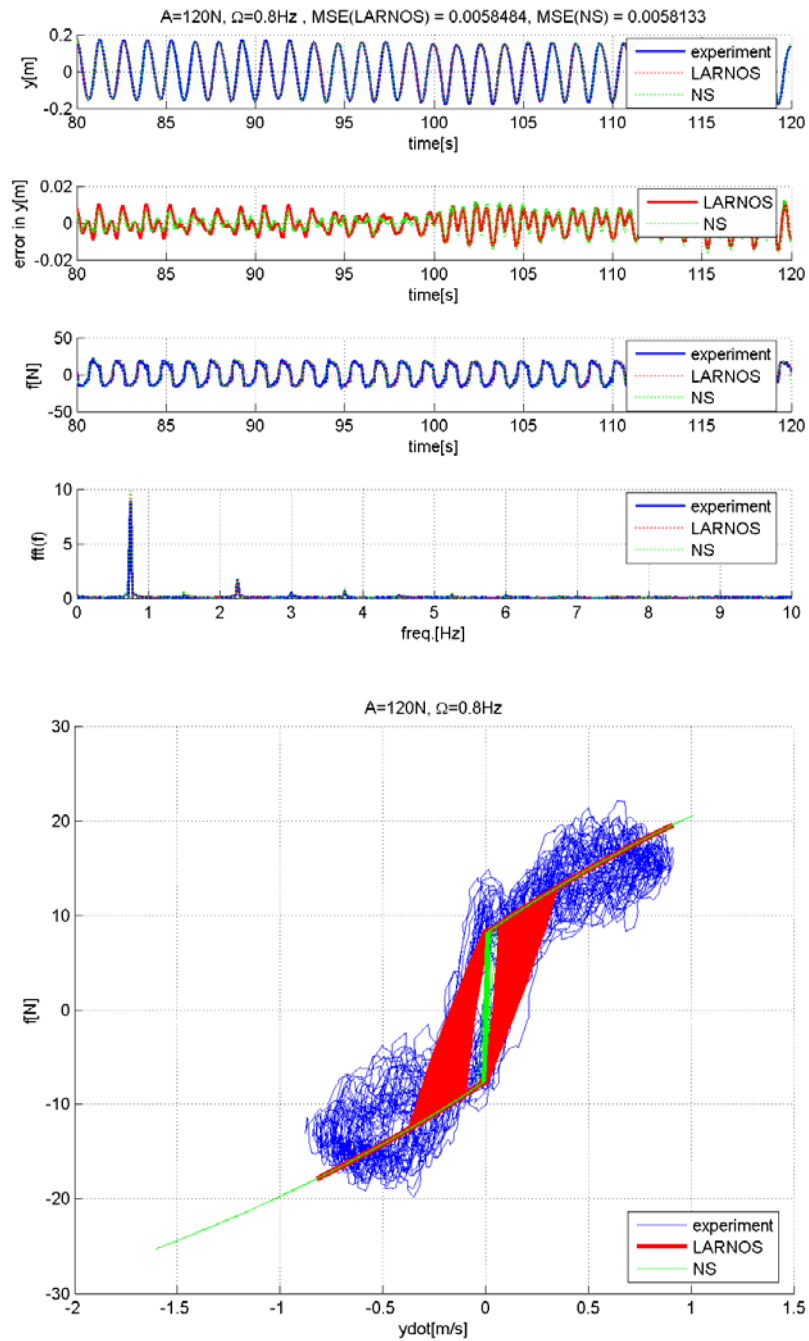 A=120N, Ω=0.8Hz , MSE(LARNOS) = 0.0058484, MSE(NS) = 0.0058133
0.2
0
-0.2
y[m]
experiment
LARNOS
NS
80 85 90 95 100 105 110 115 120
time[s]
0.02
0
-0.02
error in y[m]
LARNOS
NS
80 85 90 95 100 105 110 115 120
time[s]
50
0
-50
f[N]
experiment
LARNOS
NS
80 85 90 95 100 105 110 115 120
time[s]
10
5
0
fft(f)
experiment
LARNOS
NS
0 1 2 3 4 5 6 7 8 9 10
freq.[Hz]
A=120N, Ω=0.8Hz
30
20
10
0
-10
-20
-30
f[N]
experiment
LARNOS
NS
-2 -1.5 -1 -0.5 0 0.5 1 1.5
ydot[m/s]